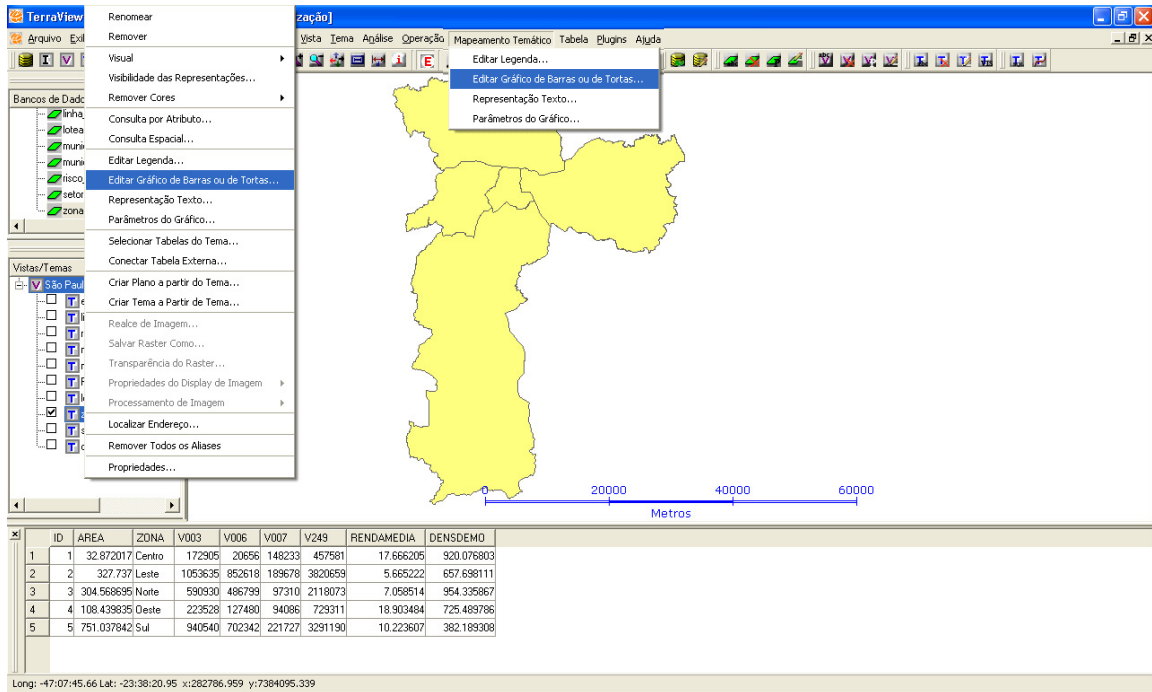 TerraView
zação]
Arquivo
Vista Tema Análise Operação Mapeamento Temático Tabela Plugins Ajuda
Renomear
Remover
Visual
Visibilidade das Representações...
Remover Cores
Consulta por Atributo...
Consulta Espacial...
Editar Legenda...
Editar Gráfico de Barras ou de Tortas...
Representação Texto...
Parâmetros do Gráfico...
Selecionar Tabelas do Tema...
Conectar Tabela Externa...
Criar Plano a partir do Tema...
Criar Tema a Partir de Tema...
Realce de Imagem...
Salvar Raster Como...
Transparência do Raster...
Propriedades do Display de Imagem
Processamento de Imagem
Localizar Endereço...
Remover Todos os Aliases
Propriedades...
Editar Legenda...
Editar Gráfico de Barras ou de Tortas...
Representação Texto...
Parâmetros do Gráfico...
Bancos de Dado
linha_
lotea
muni
muni
risco_
setor
zona
Vistas/Temas
São Paul
0 20000 40000 60000
Metros
ID AREA ZONA V003 V006 V007 V249 RENDAMEDIA DENSDEMO
1 1 32.872017 Centro 172905 20656 148233 457581 17.666205 920.076803
2 2 327.737 Leste 1053635 852618 189678 3820659 5.665222 657.698111
3 3 304.568695 Norte 590930 486799 97310 2118073 7.058514 954.335867
4 4 108.439835 Oeste 223528 127480 94086 729311 18.903484 725.489786
5 5 751.037842 Sul 940540 702342 221727 3291190 10.223607 382.189308
Long: -47:07:45.66 Lat: -23:38:20.95 x:282786.959 y:7384095.339